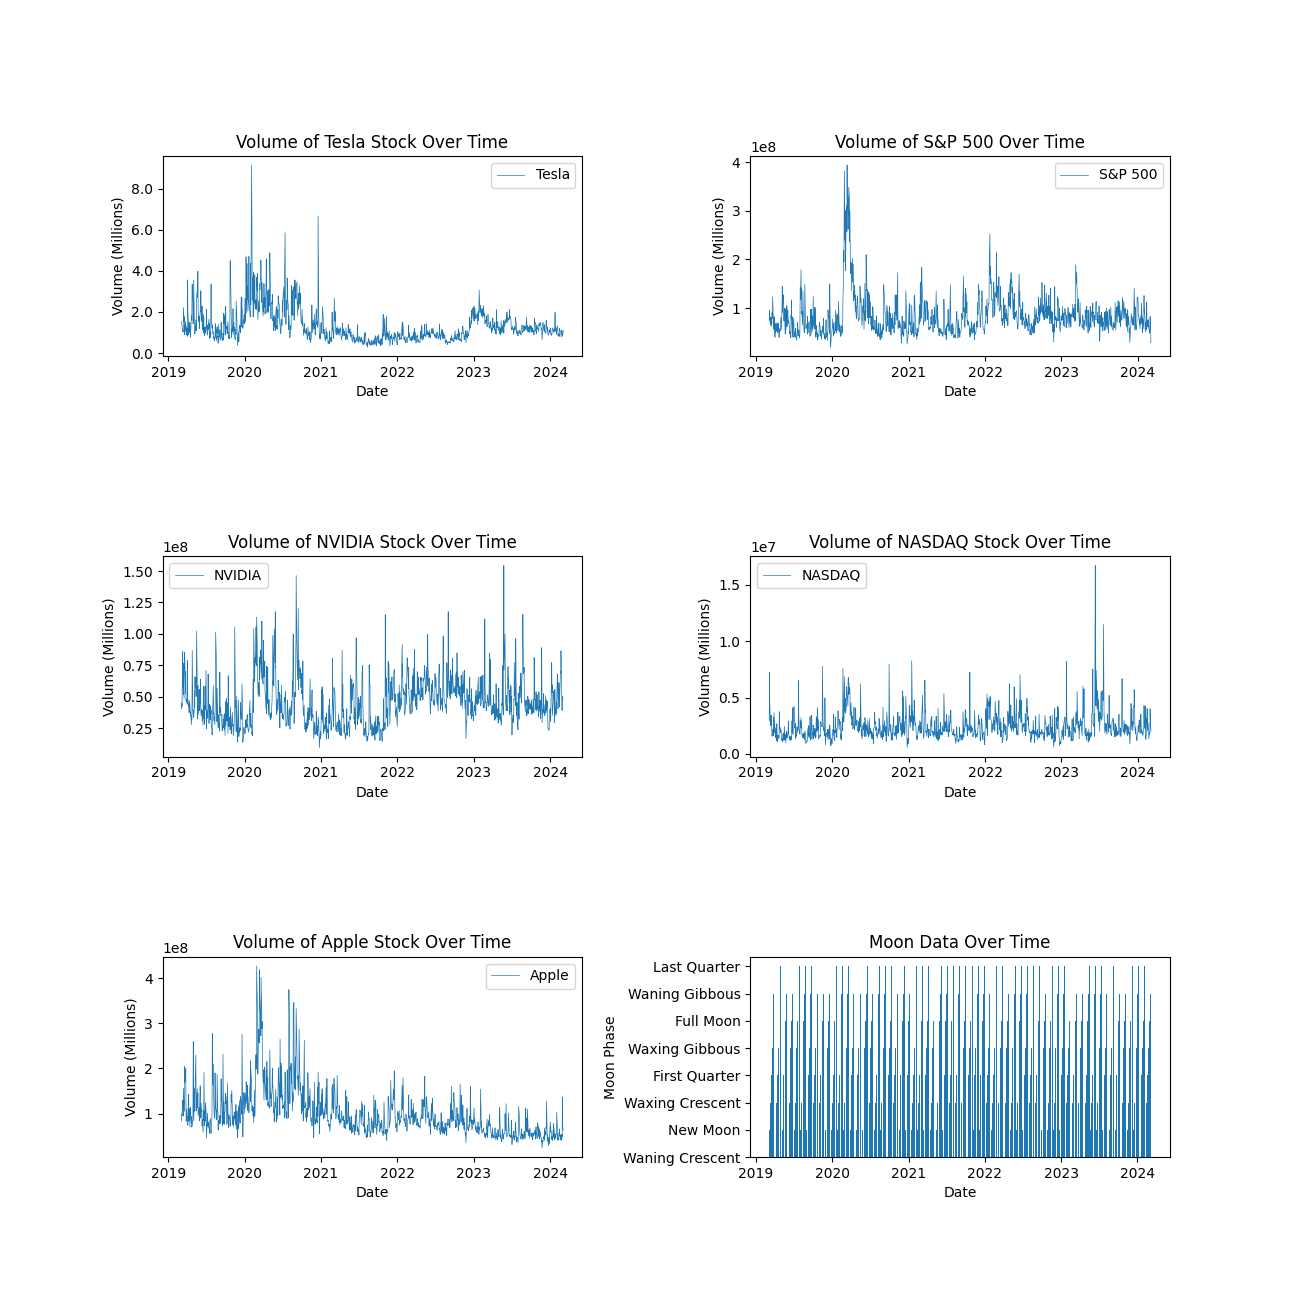 Volume of Tesla Stock Over Time
Tesla
Volume (Millions)
8.0
6.0
4.0
2.0
0.0
2019 2020 2021 2022 2023 2024
Date
Volume of S&P 500 Over Time
1e8
S&P 500
Volume (Millions)
4
3
2
1
2019 2020 2021 2022 2023 2024
Date
Volume of NVIDIA Stock Over Time
1e8
NVIDIA
Volume (Millions)
1.50
1.25
1.00
0.75
0.50
0.25
2019 2020 2021 2022 2023 2024
Date
Volume of NASDAQ Stock Over Time
1e7
NASDAQ
Volume (Millions)
1.5
1.0
0.5
0.0
2019 2020 2021 2022 2023 2024
Date
Volume of Apple Stock Over Time
1e8
Apple
Volume (Millions)
4
3
2
1
2019 2020 2021 2022 2023 2024
Date
Moon Data Over Time
Moon Phase
Last Quarter
Waning Gibbous
Full Moon
Waxing Gibbous
First Quarter
Waxing Crescent
New Moon
Waning Crescent
2019 2020 2021 2022 2023 2024
Date